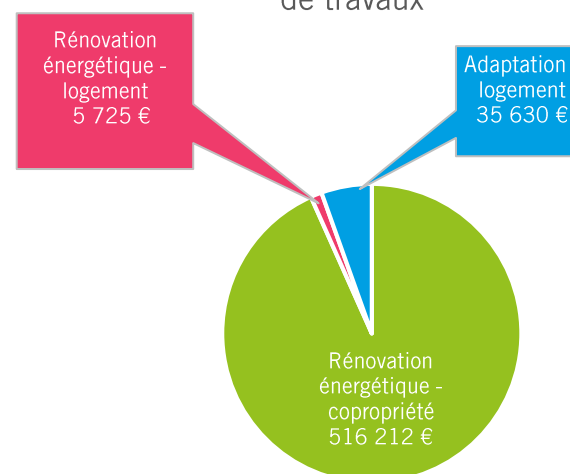 de travaux
Rénovation
énergétique -
logement
5 725 €
Adaptation
logement
35 630 €
Rénovation
énergétique -
copropriété
516 212 €